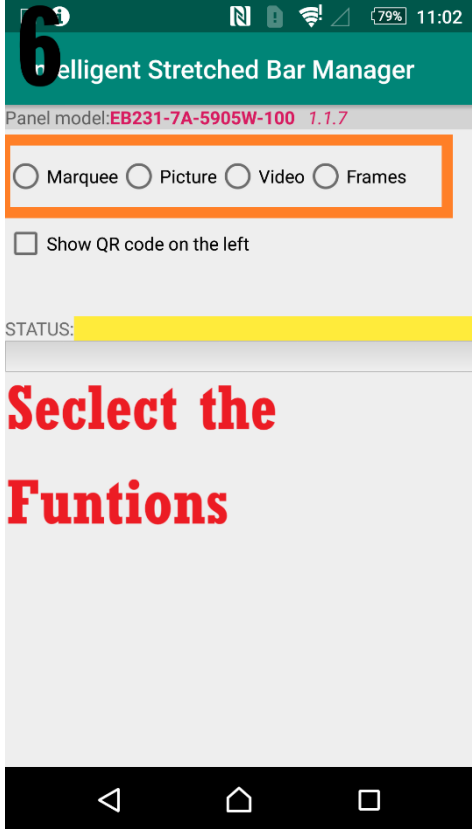 6
79% 11:02
ntelligent Stretched Bar Manager
Panel model:EB231-7A-5905W-100 1.1.7
Marquee Picture Video Frames
Show QR code on the left
STATUS:
Seclect the
Funtions